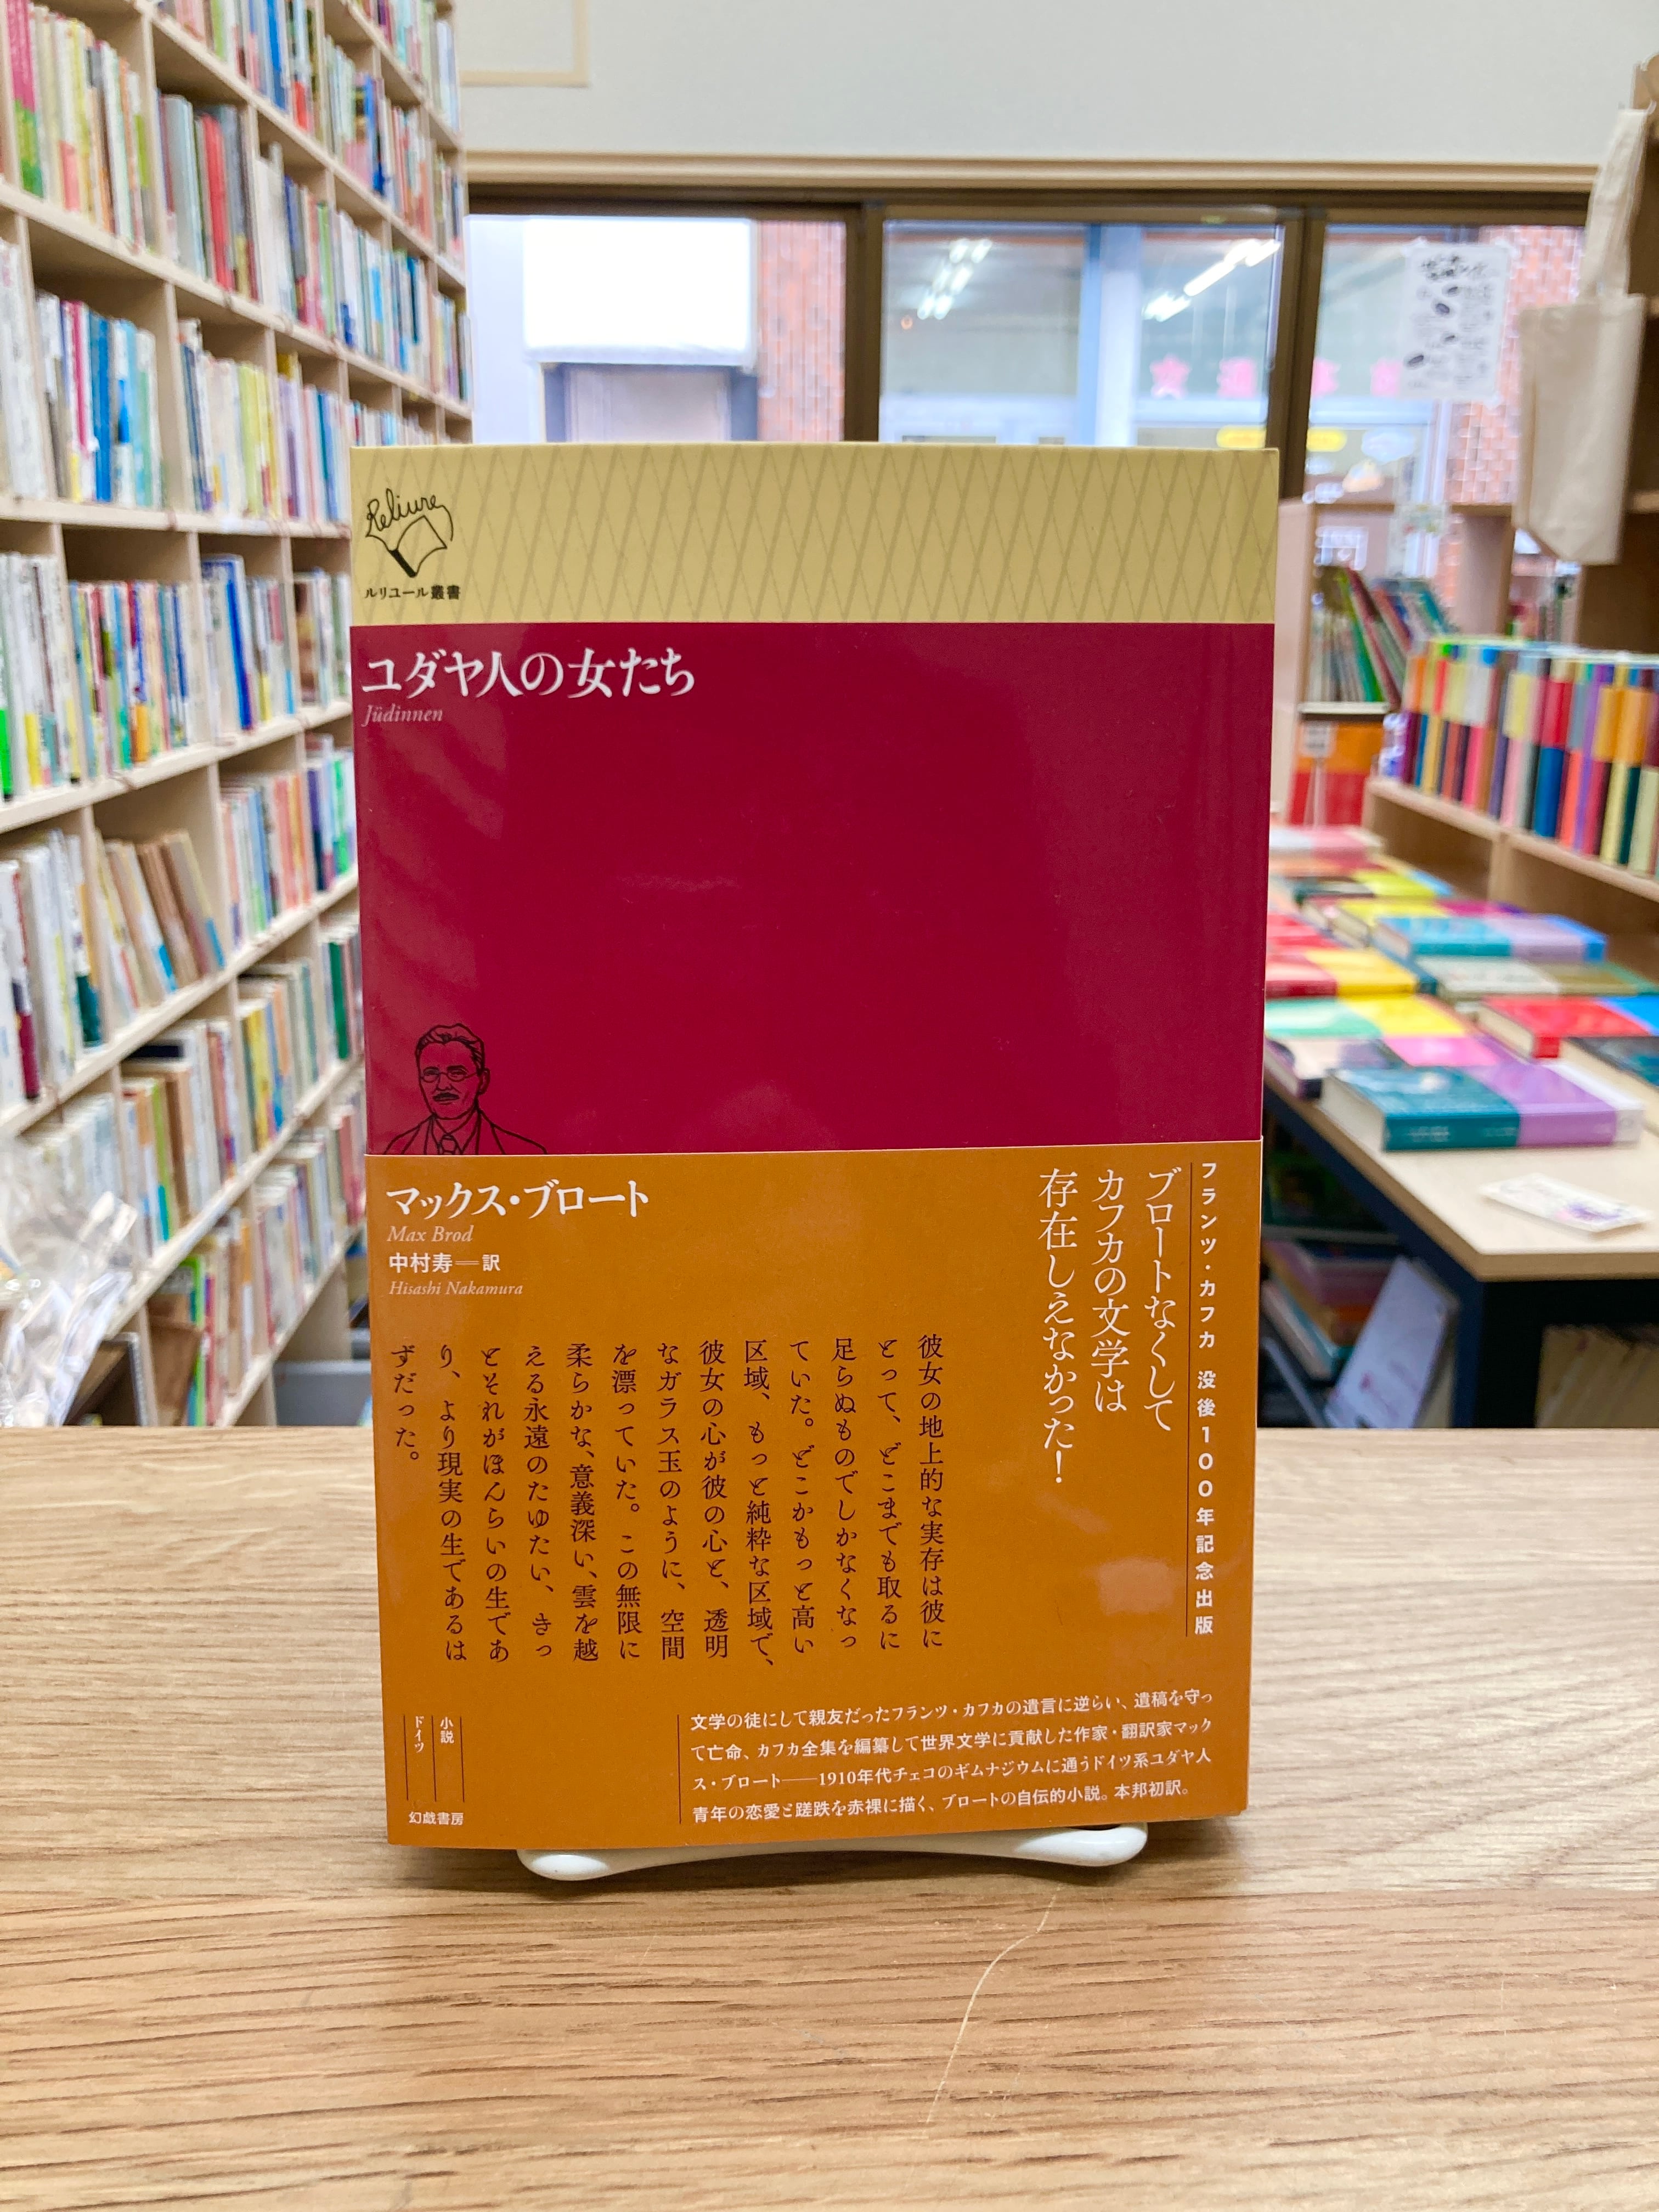 Reliure
ルリユール叢書
ユダヤ人の女たち
Jüdinnen
マックス・ブロート
Max Brod
中村寿──訳
Hisashi Nakamura
フランツ・カフカ 没後100年記念出版
ブロートなくして
カフカの文学は
存在しえなかった!
彼女の地上的な実存は彼に
とって、どこまでも取るに
足らぬものでしかなくなっ
ていた。どこかもっと高い
区域、もっと純粋な区域で、
彼女の心が彼の心と、透明
なガラス玉のように、空間
を漂っていた。この無限に
柔らかな、意義深い、雲を越
える永遠のたゆたい、きっ
とそれがほんらいの生であ
り、より現実の生であるは
ずだった。
文学の徒にして親友だったフランツ・カフカの遺言に逆らい、遺稿を守っ
て亡命、カフカ全集を編纂して世界文学に貢献した作家・翻訳家マック
ス・ブロート──1910年代チェコのギムナジウムに通うドイツ系ユダヤ人
青年の恋愛と蹉跌を赤裸に描く、ブロートの自伝的小説。本邦初訳。
小説
ドイツ
幻戯書房